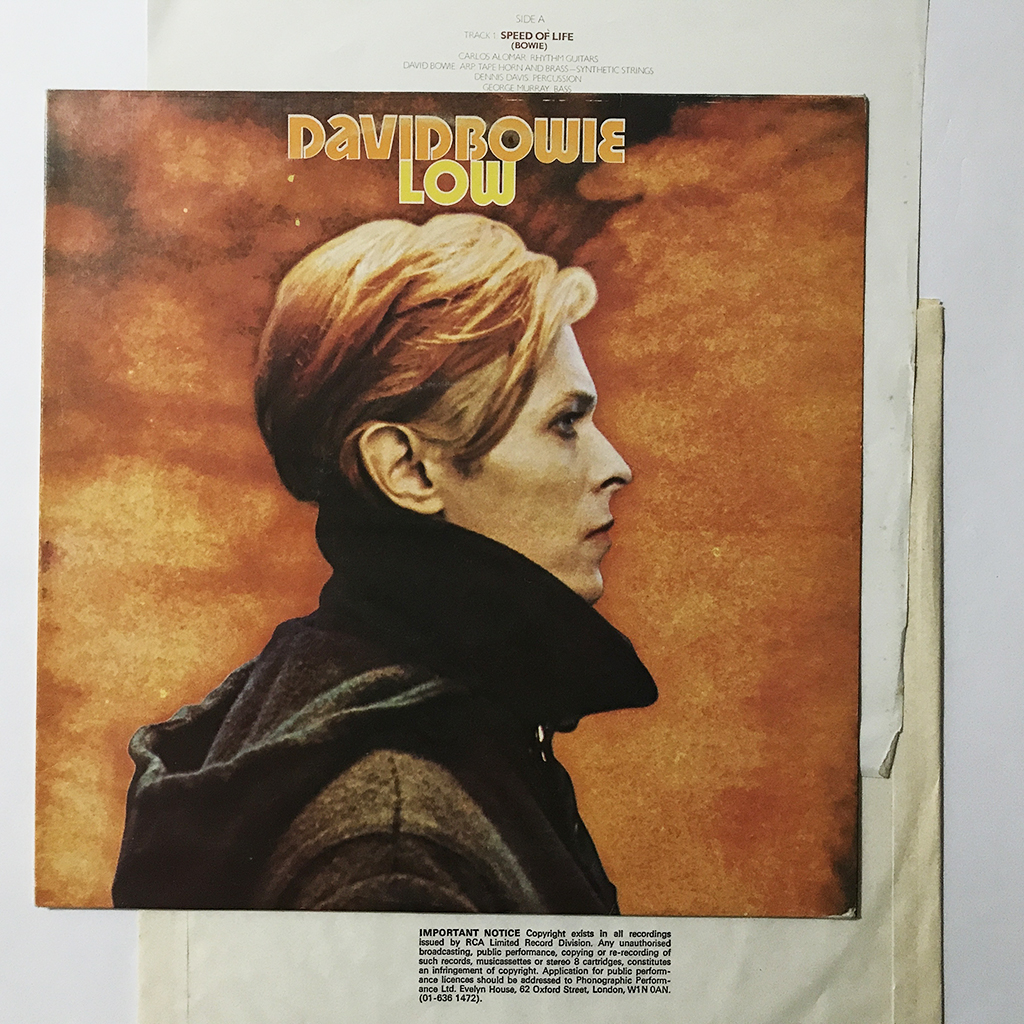 SIDE A
TRACK 1 SPEED OF LIFE
(BOWIE)
CARLOS ALOMAR: RHYTHM GUITARS
DAVID BOWIE: ARP, TAPE HORN AND BRASS—SYNTHETIC STRINGS
DENNIS DAVIS: PERCUSSION
GEORGE MURRAY: BASS
DAVID BOWIE
LOW
IMPORTANT NOTICE Copyright exists in all recordings
issued by RCA Limited Record Division. Any unauthorised
broadcasting, public performance, copying or re-recording of
such records, musicassettes or stereo 8 cartridges, constitutes
an infringement of copyright. Application for public perform-
ance licences should be addressed to Phonographic Perform-
ance Ltd. Evelyn House, 62 Oxford Street, London, W1N 0AN.
(01-636 1472).